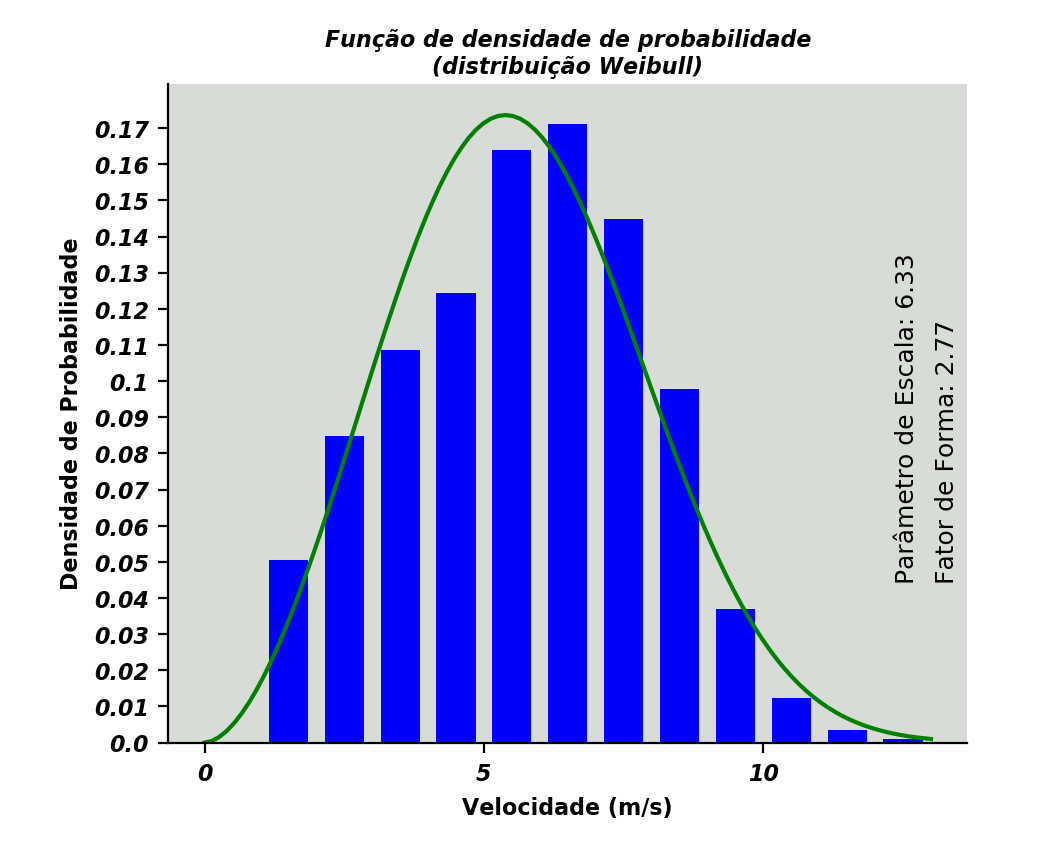 Função de densidade de probabilidade
(distribuição Weibull)
Densidade de Probabilidade
0.17
0.16
0.15
0.14
0.13
0.12
0.11
0.1
0.09
0.08
0.07
0.06
0.05
0.04
0.03
0.02
0.01
0.0
Parâmetro de Escala: 6.33
Fator de Forma: 2.77
0 5 10
Velocidade (m/s)